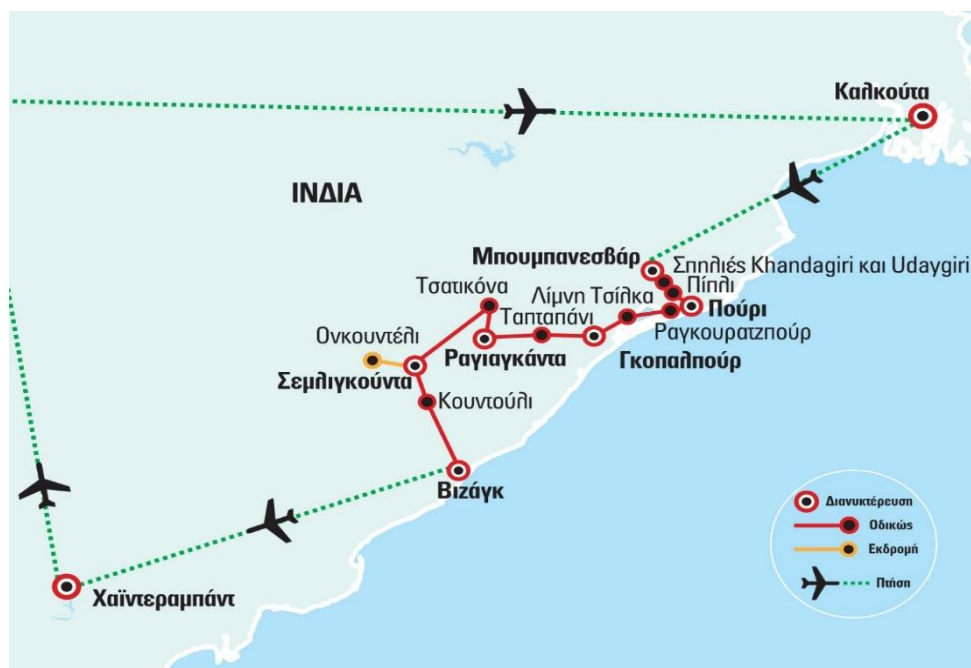 Καλκούτα
ΙΝΔΙΑ
Μπουμπανεσβάρ
Σπηλιές Khandagiri και Udaygiri
Τσατικόνα
Λίμνη Τσίλκα
Πίπλι
Πούρι
Ταπταπάνι
Ραγκουρατζπούρ
Ονκουντέλι
Ραγιαγκάντα
Γκοπαλπούρ
Σεμλιγκούντα
Κουντούλι
Βιζάγκ
Χαϊντεραμπάντ
Διανυκτέρευση
Οδικώς
Εκδρομή
Πτήση